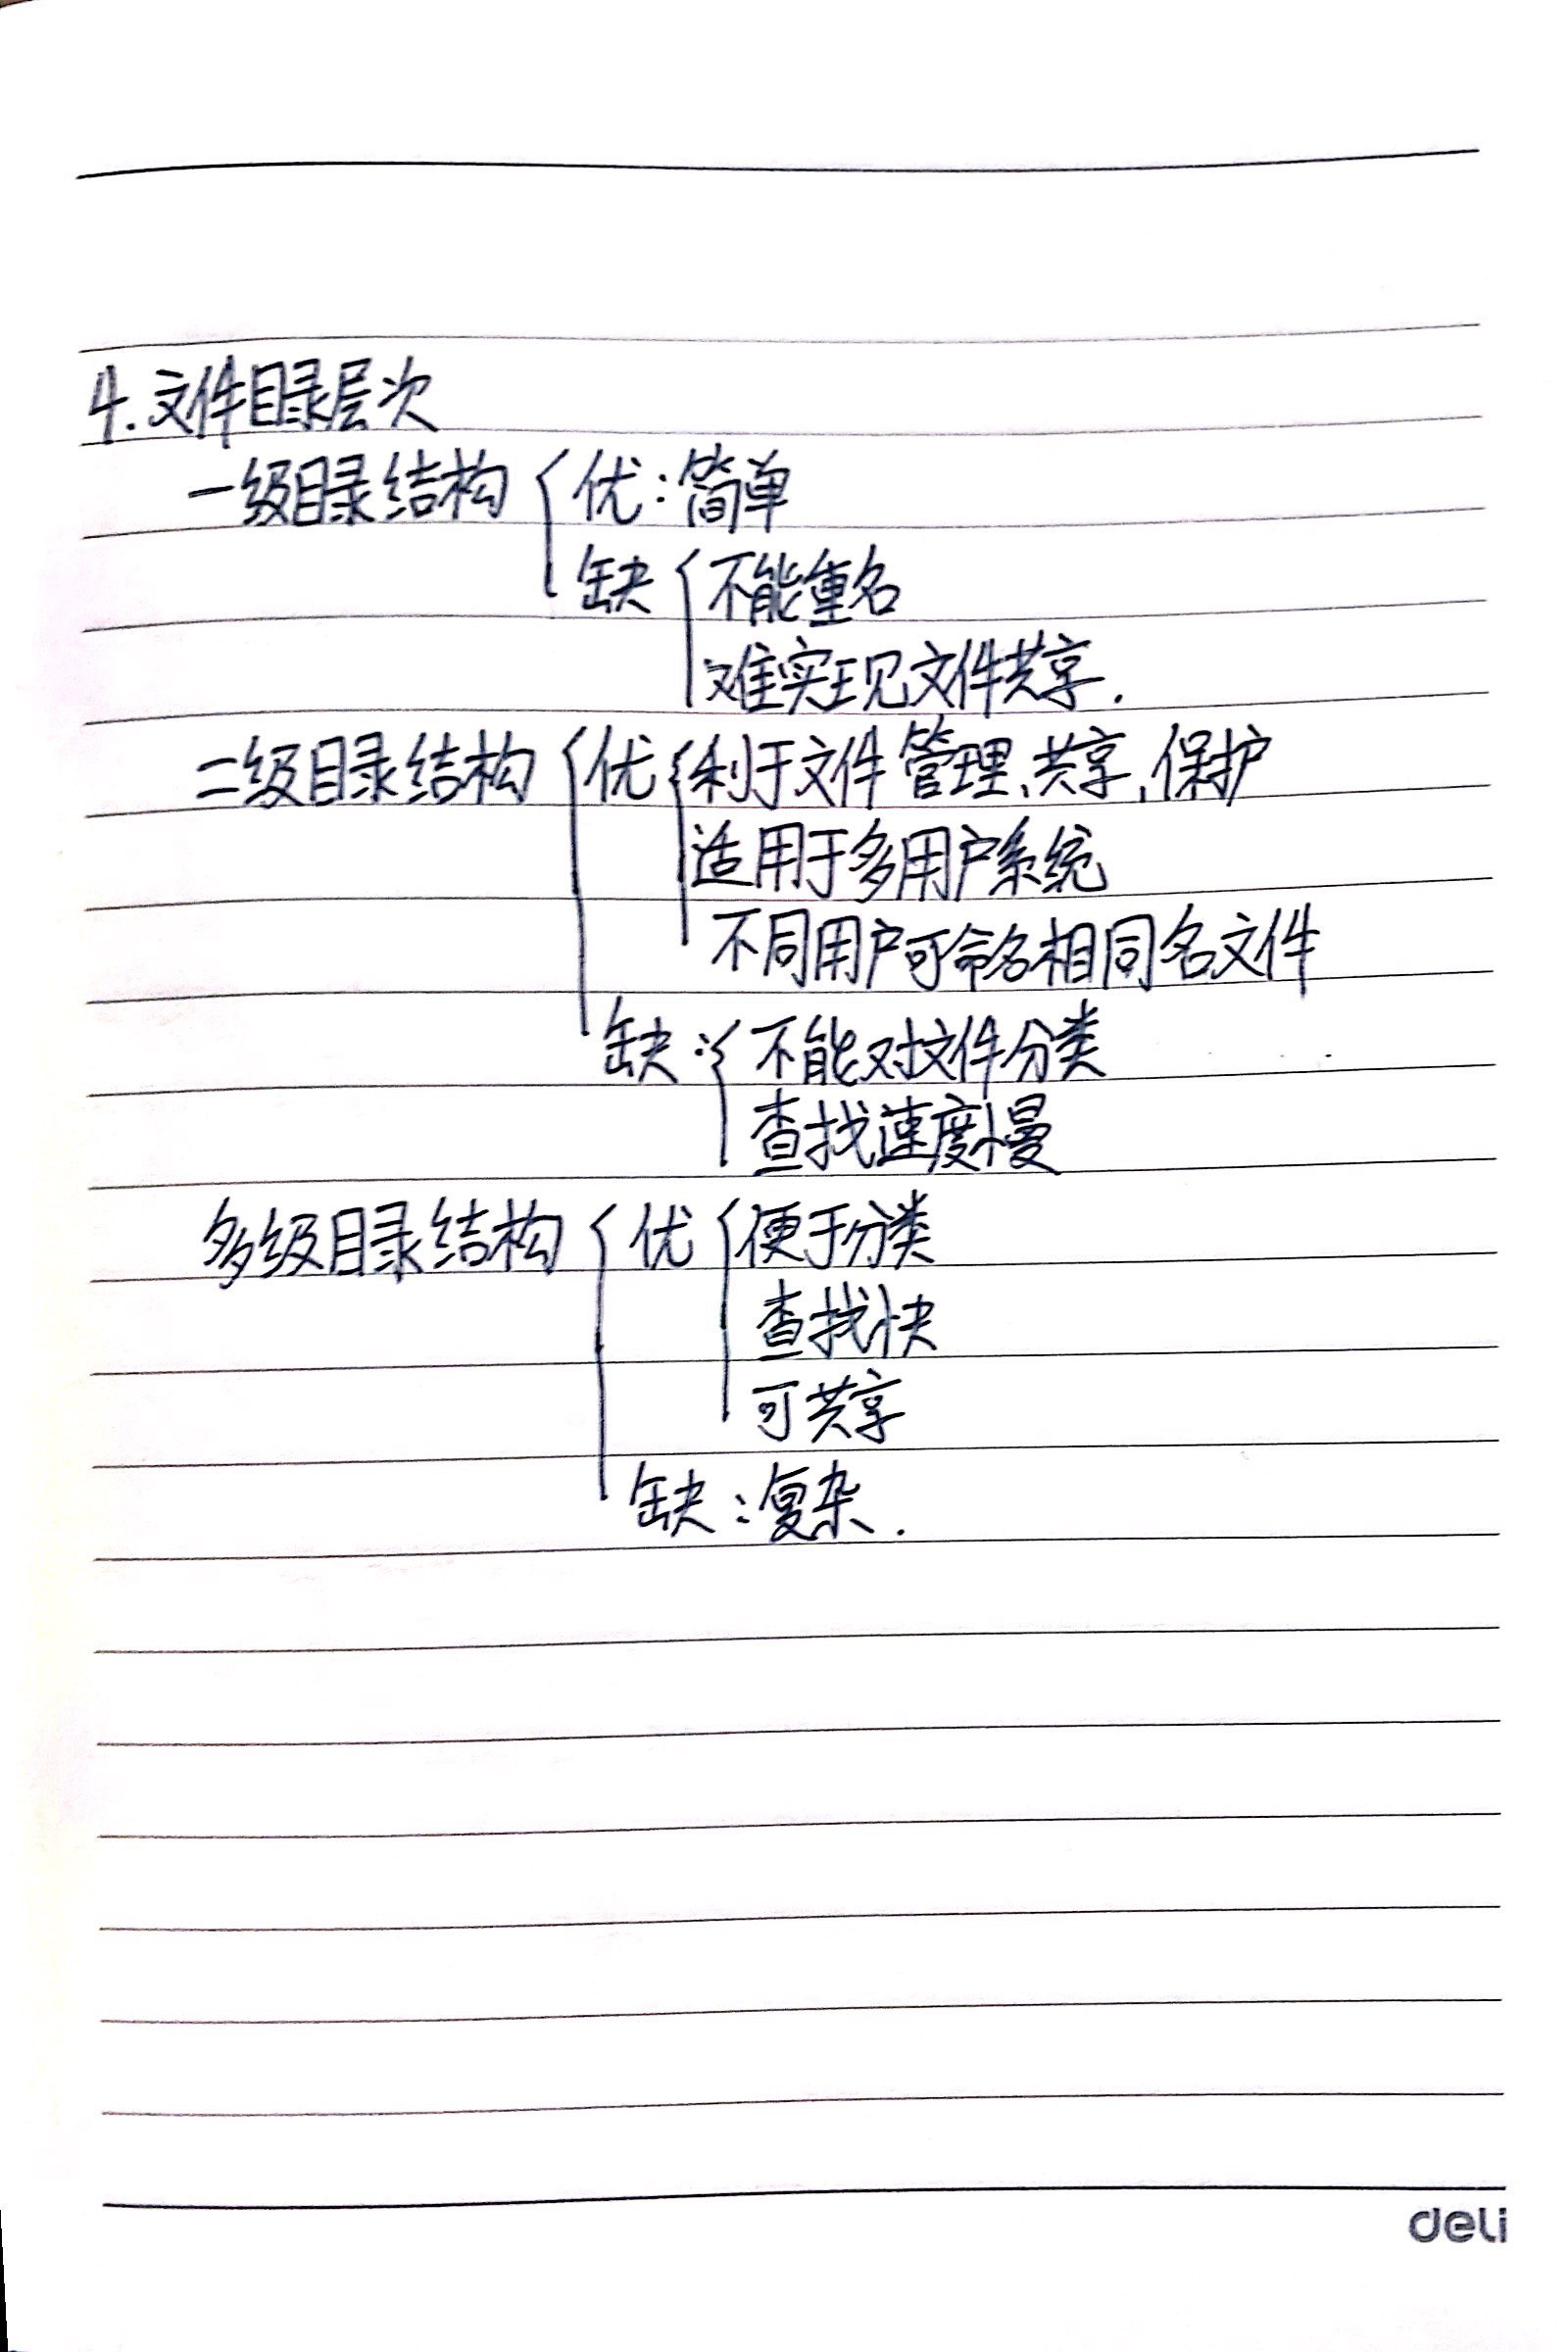 4.文件目录层次
一级目录结构{优:简单
缺{不能重名
难实现文件共享.
二级目录结构{优{利于文件管理、共享、保护
适用于多用户系统
不同用户可命名相同名文件
缺:{不能对文件分类
查找速度慢
多级目录结构{优{便于分类
查找快
可共享
缺:复杂.
deli